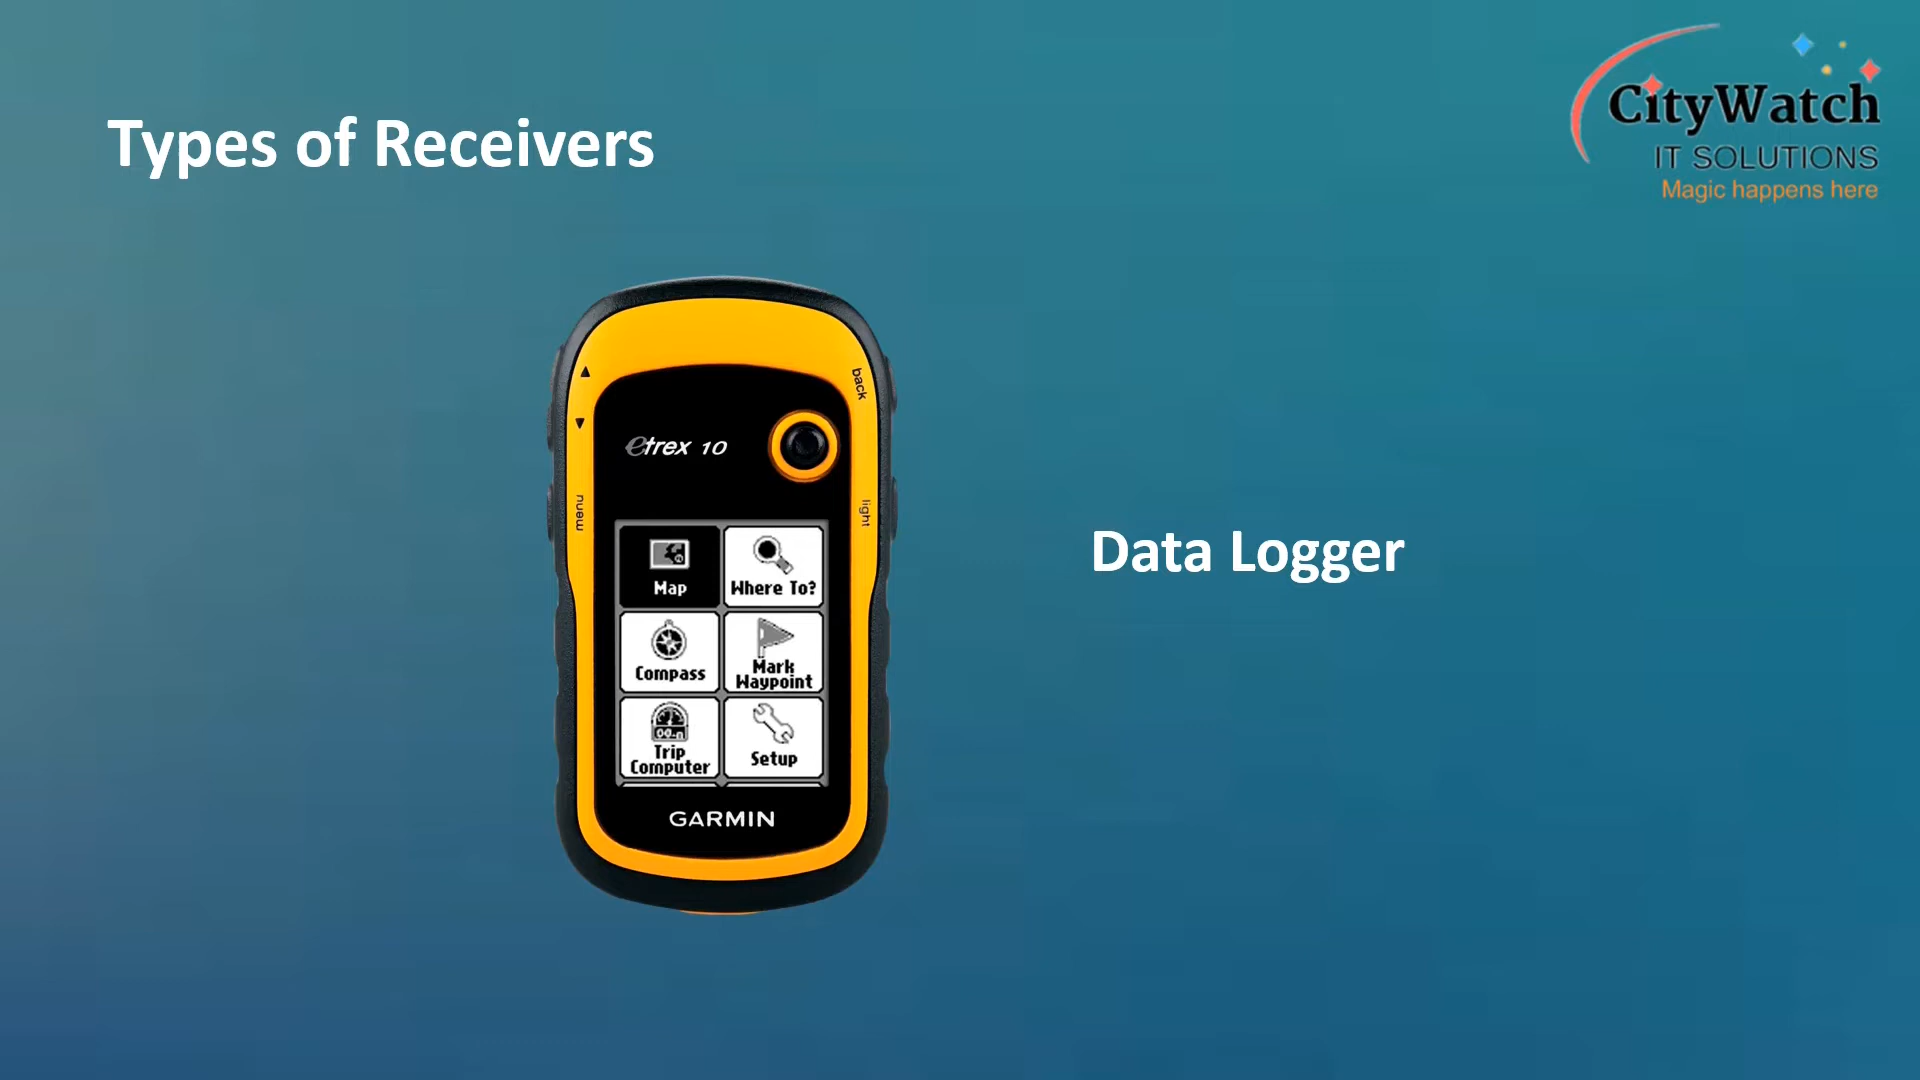 Types of Receivers
CityWatch
IT SOLUTIONS
Magic happens here
back
etrex 10
menu
light
Map
Where To?
Compass
Mark
Waypoint
Trip
Computer
Setup
GARMIN
Data Logger